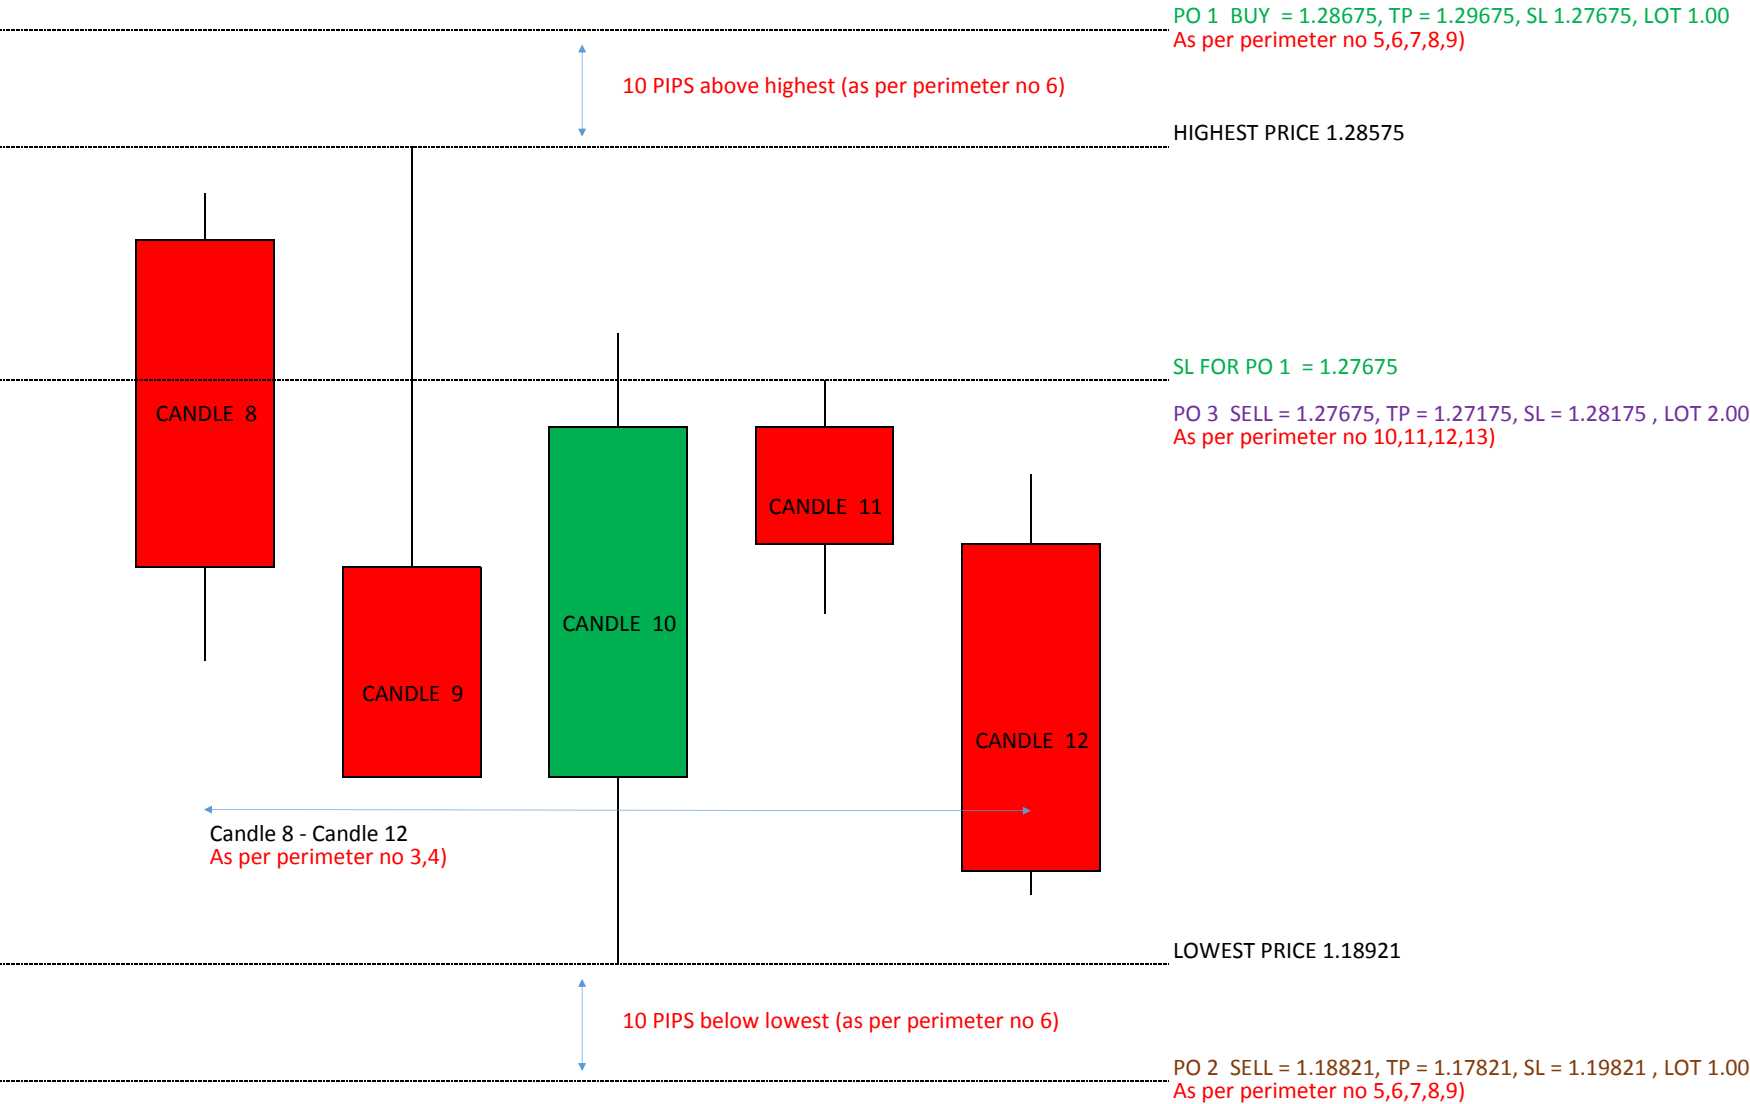 PO 1  BUY  = 1.28675, TP = 1.29675, SL 1.27675, LOT 1.00
As per perimeter no 5,6,7,8,9)
10 PIPS above highest (as per perimeter no 6)
HIGHEST PRICE 1.28575
SL FOR PO 1  = 1.27675
CANDLE  8
PO 3  SELL = 1.27675, TP = 1.27175, SL = 1.28175 , LOT 2.00
As per perimeter no 10,11,12,13)
CANDLE  11
CANDLE  10
CANDLE  9
CANDLE  12
Candle 8 - Candle 12
As per perimeter no 3,4)
LOWEST PRICE 1.18921
10 PIPS below lowest (as per perimeter no 6)
PO 2  SELL = 1.18821, TP = 1.17821, SL = 1.19821 , LOT 1.00
As per perimeter no 5,6,7,8,9)